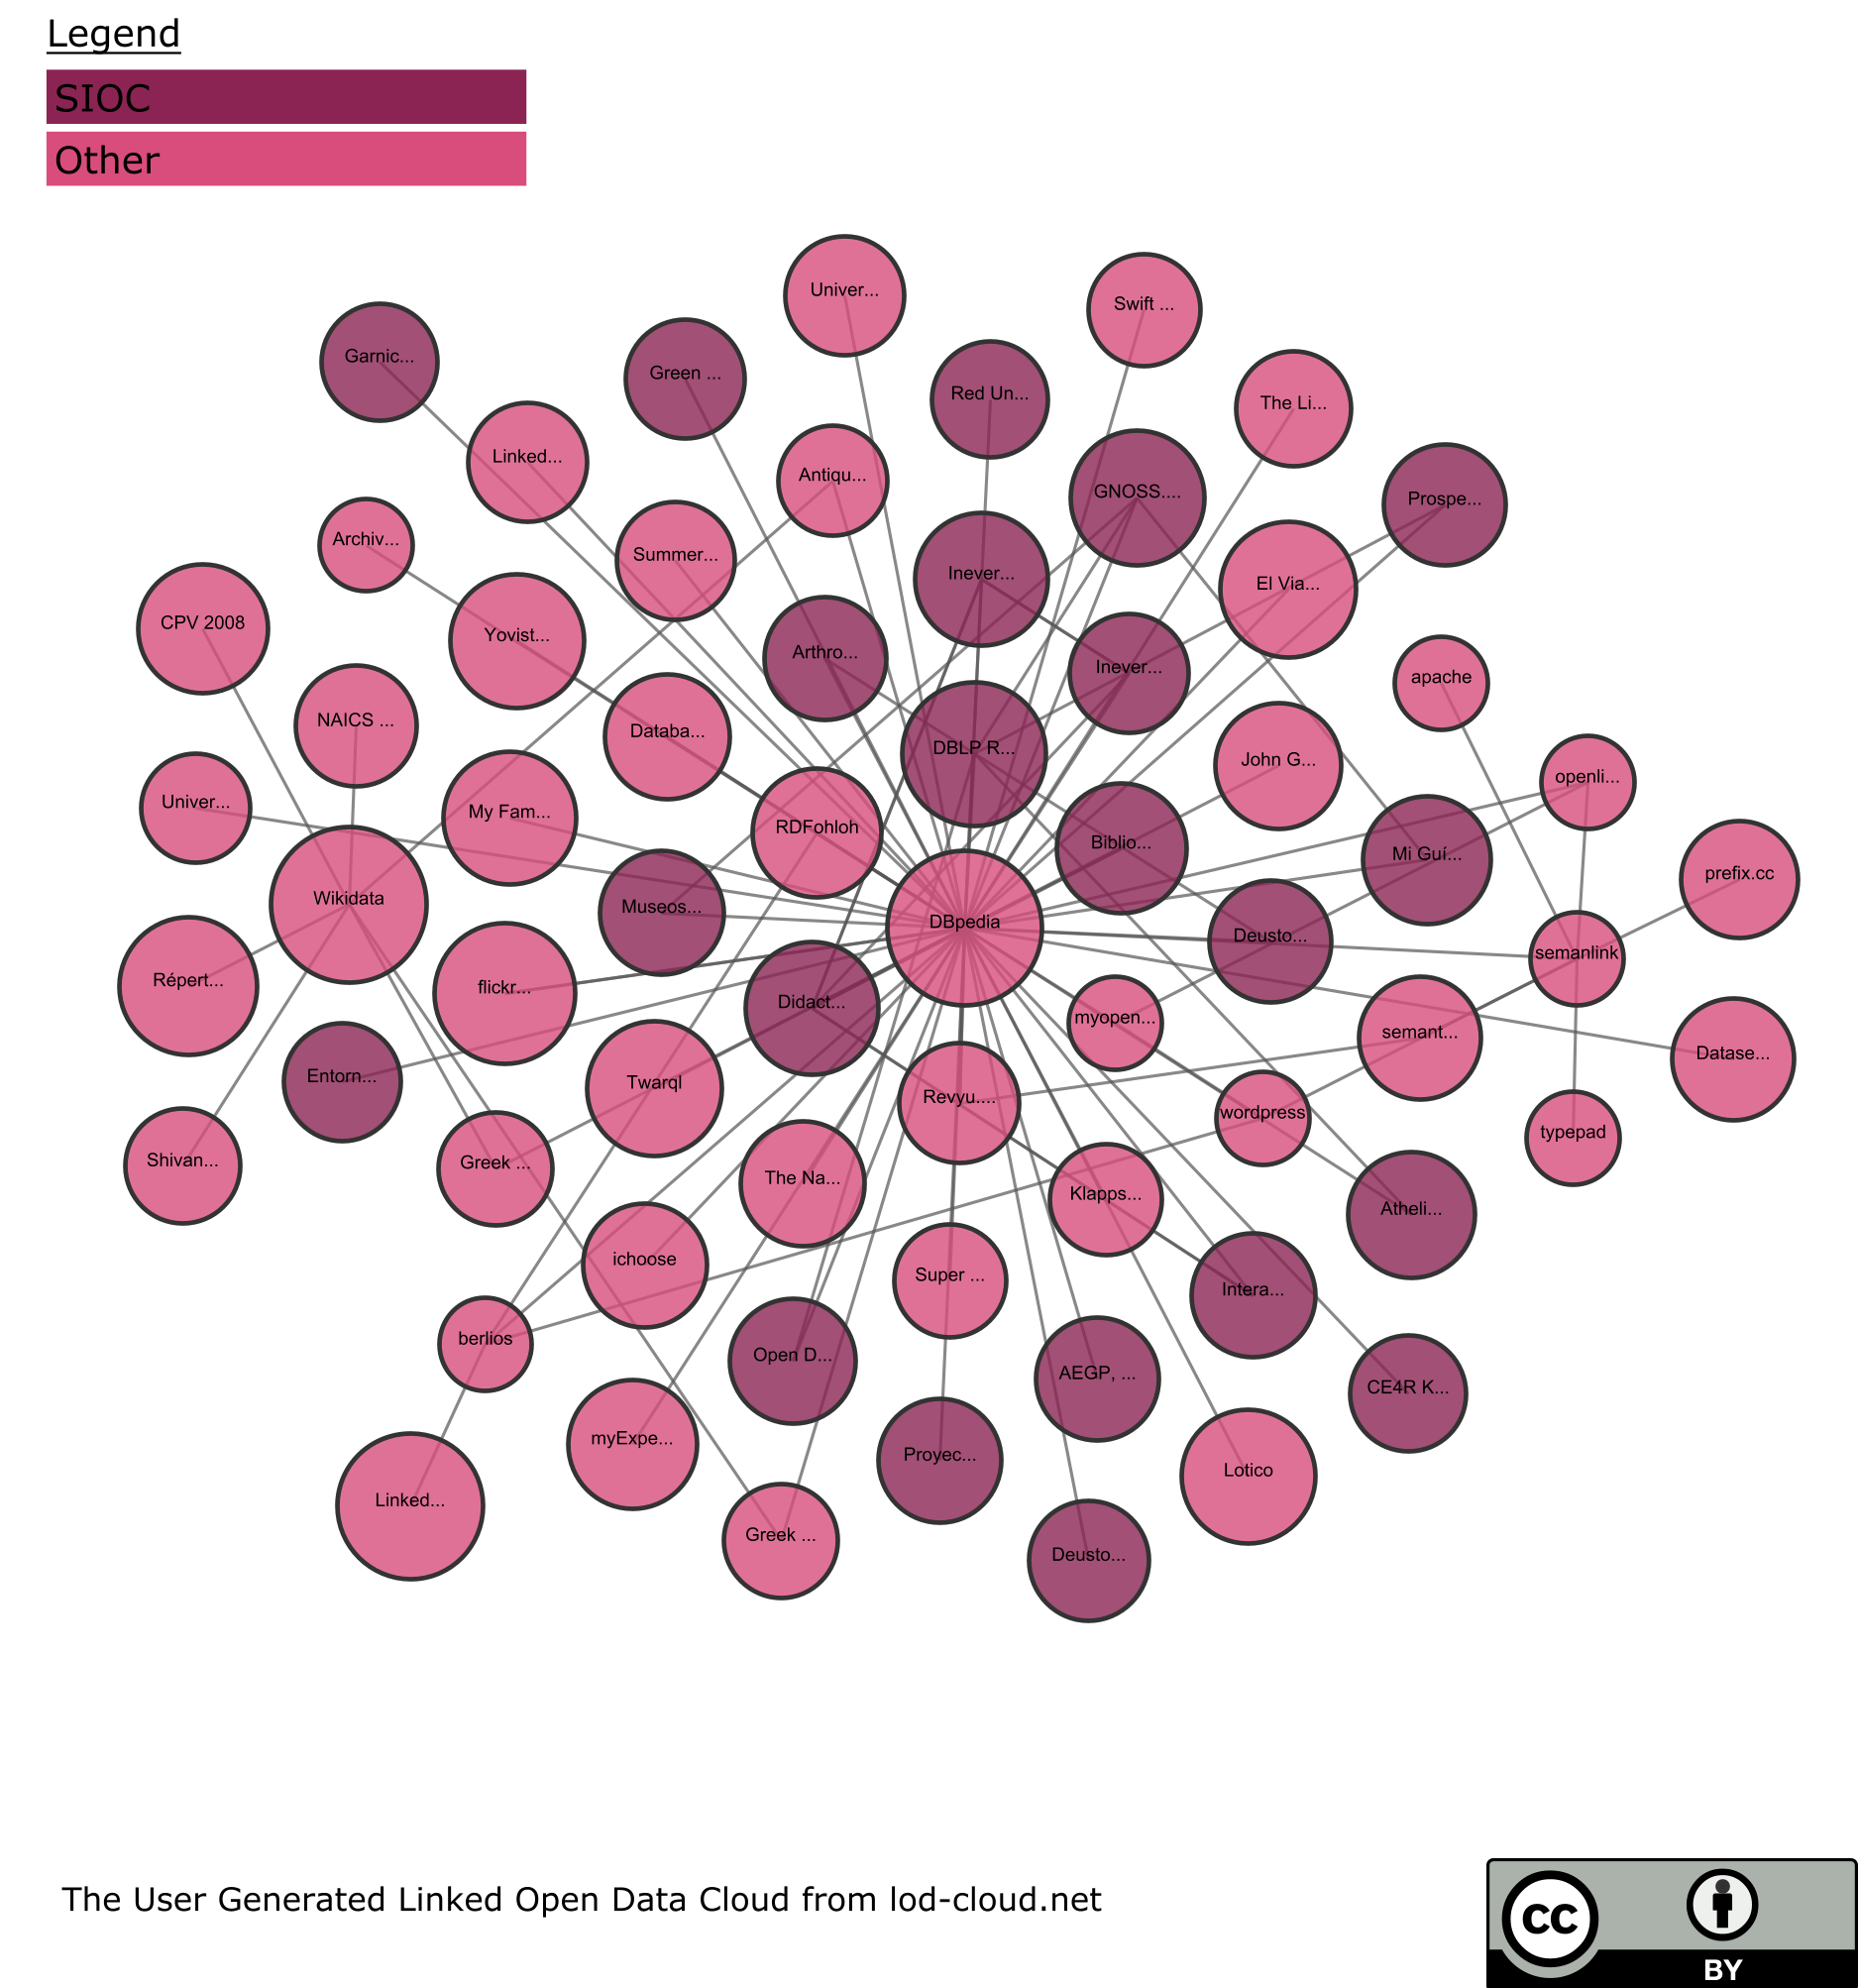 Legend
SIOC
Other
Univer...
Swift ...
Garnic...
Green ...
Red Un...
The Li...
Linked...
Antiqu...
GNOSS....
Prospe...
Archiv...
Summer...
Inever...
El Via...
CPV 2008
Yovist...
Arthro...
Inever...
apache
NAICS ...
Databa...
DBLP R...
John G...
openli...
Univer...
My Fam...
RDFohloh
Biblio...
Mi Guí...
prefix.cc
Wikidata
Museos...
DBpedia
Deusto...
semanlink
Répert...
flickr...
Didact...
myopen...
semant...
Datase...
Entorn...
Twarql
Revyu....
wordpress
typepad
Shivan...
Greek ...
The Na...
Klapps...
Atheli...
ichoose
Super ...
Intera...
berlios
Open D...
AEGP, ...
CE4R K...
myExpe...
Proyec...
Lotico
Linked...
Greek ...
Deusto...
The User Generated Linked Open Data Cloud from lod-cloud.net
cc
BY